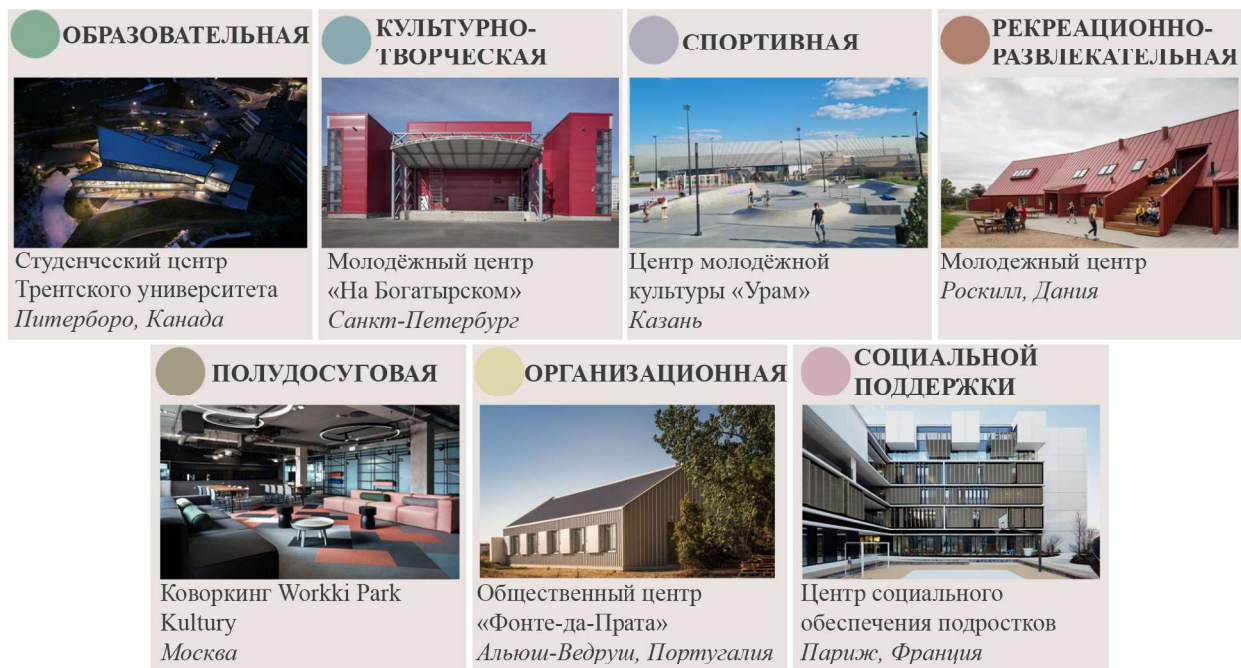 ОБРАЗОВАТЕЛЬНАЯ
Студенчесский центр
Трентского университета
Питерборо, Канада
КУЛЬТУРНО-
ТВОРЧЕСКАЯ
Молодёжный центр
«На Богатырском»
Санкт-Петербург
СПОРТИВНАЯ
Центр молодёжной
культуры «Урам»
Казань
РЕКРЕАЦИОННО-
РАЗВЛЕКАТЕЛЬНАЯ
Молодежный центр
Роскилл, Дания
ПОЛУДОСУГОВАЯ
Коворкинг Workki Park
Kultury
Москва
ОРГАНИЗАЦИОННАЯ
Общественный центр
«Фонте-да-Прата»
Альюш-Ведруш, Португалия
СОЦИАЛЬНОЙ
ПОДДЕРЖКИ
Центр социального
обеспечения подростков
Париж, Франция